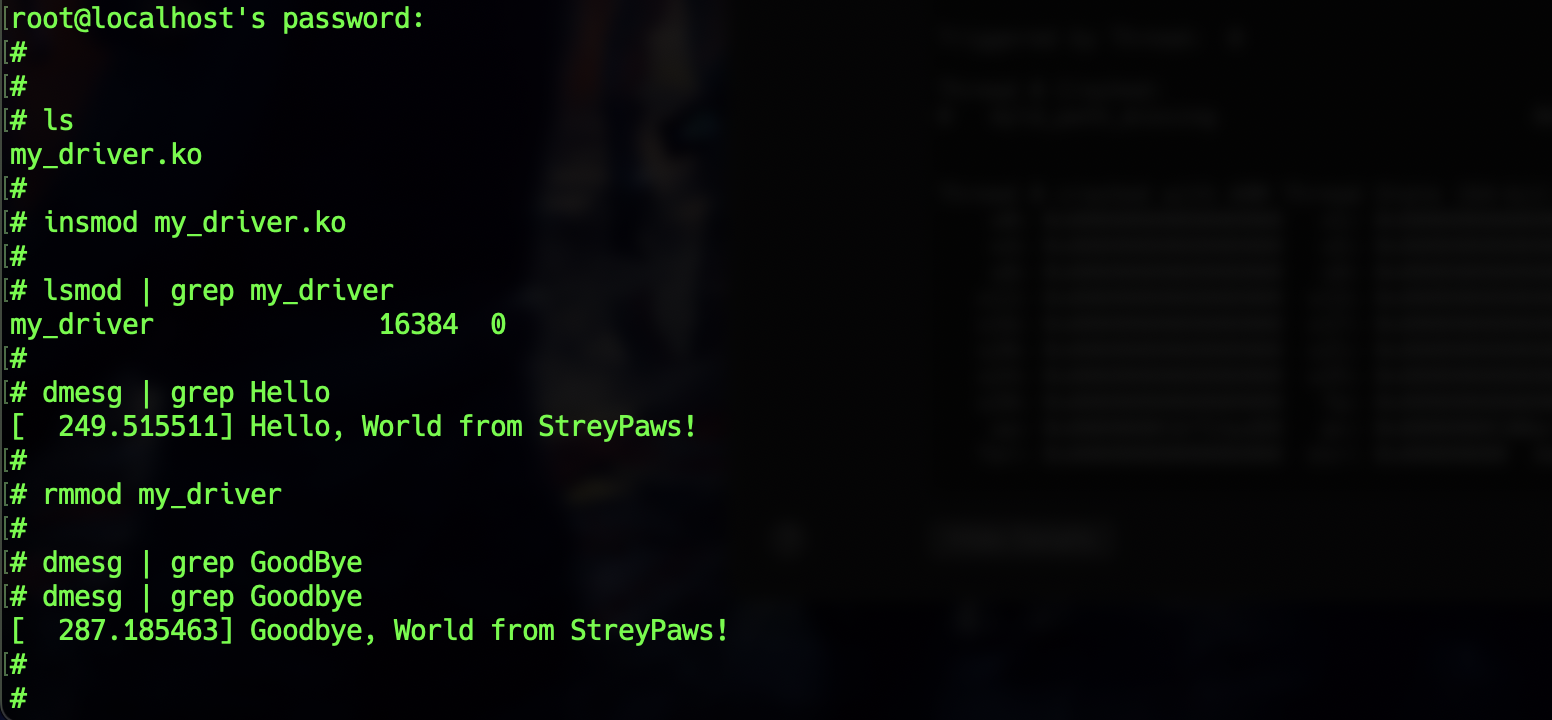 root@localhost's password:
#
#
# ls
my_driver.ko
#
# insmod my_driver.ko
#
# lsmod | grep my_driver
my_driver              16384  0
#
# dmesg | grep Hello
[  249.515511] Hello, World from StreyPaws!
#
# rmmod my_driver
#
# dmesg | grep GoodBye
# dmesg | grep Goodbye
[  287.185463] Goodbye, World from StreyPaws!
#
#